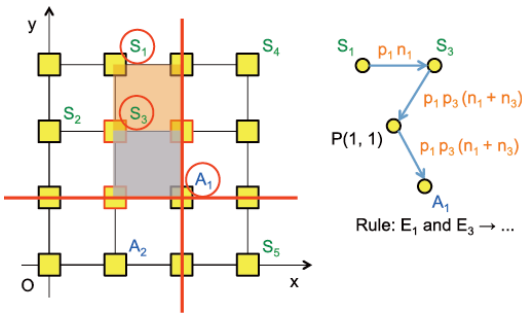 y
S₁
S₄
S₂
S₃
A₁
A₂
S₅
O
x
S₁
p₁ n₁
S₃
p₁ p₃ (n₁ + n₃)
P(1, 1)
p₁ p₃ (n₁ + n₃)
A₁
Rule: E₁ and E₃ → ...